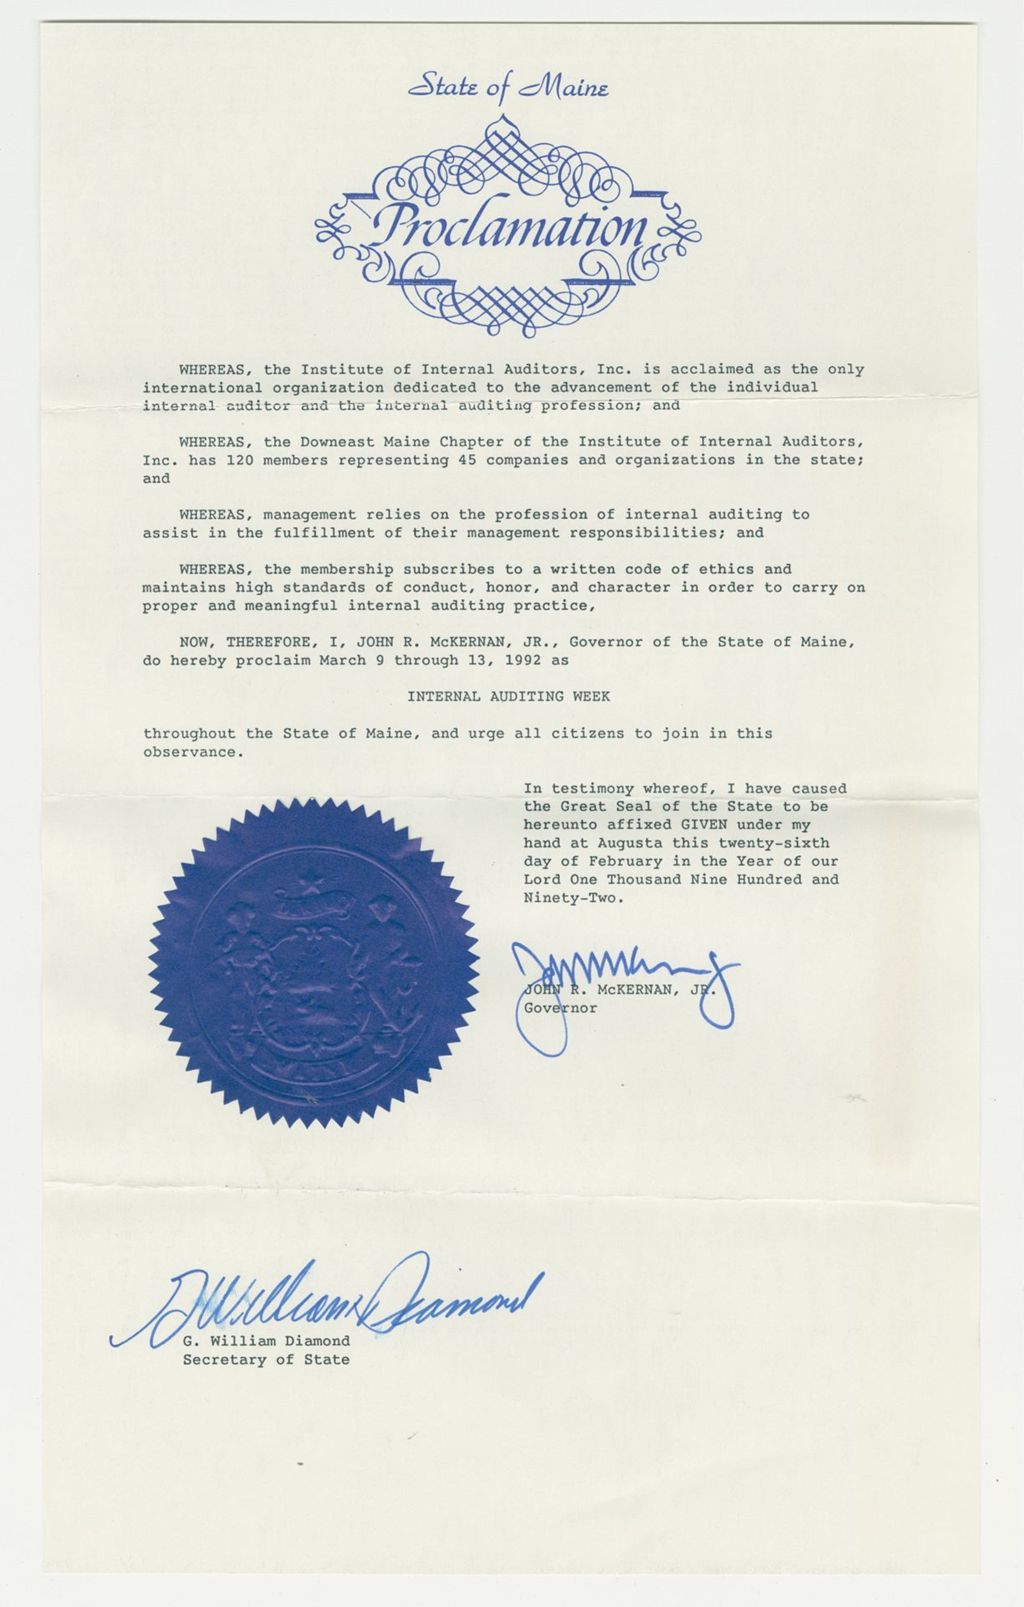 State of Maine
Proclamation
WHEREAS, the Institute of Internal Auditors, Inc. is acclaimed as the only
international organization dedicated to the advancement of the individual
internal auditor and the internal auditing profession; and
WHEREAS, the Downeast Maine Chapter of the Institute of Internal Auditors,
Inc. has 120 members representing 45 companies and organizations in the state;
and
WHEREAS, management relies on the profession of internal auditing to
assist in the fulfillment of their management responsibilities; and
WHEREAS, the membership subscribes to a written code of ethics and
maintains high standards of conduct, honor, and character in order to carry on
proper and meaningful internal auditing practice,
NOW, THEREFORE, I, JOHN R. McKERNAN, JR., Governor of the State of Maine,
do hereby proclaim March 9 through 13, 1992 as
INTERNAL AUDITING WEEK
throughout the State of Maine, and urge all citizens to join in this
observance.
In testimony whereof, I have caused
the Great Seal of the State to be
hereunto affixed GIVEN under my
hand at Augusta this twenty-sixth
day of February in the Year of our
Lord One Thousand Nine Hundred and
Ninety-Two.
JOHN R. McKERNAN, JR.
Governor
MAINE
G William Diamond
G. William Diamond
Secretary of State